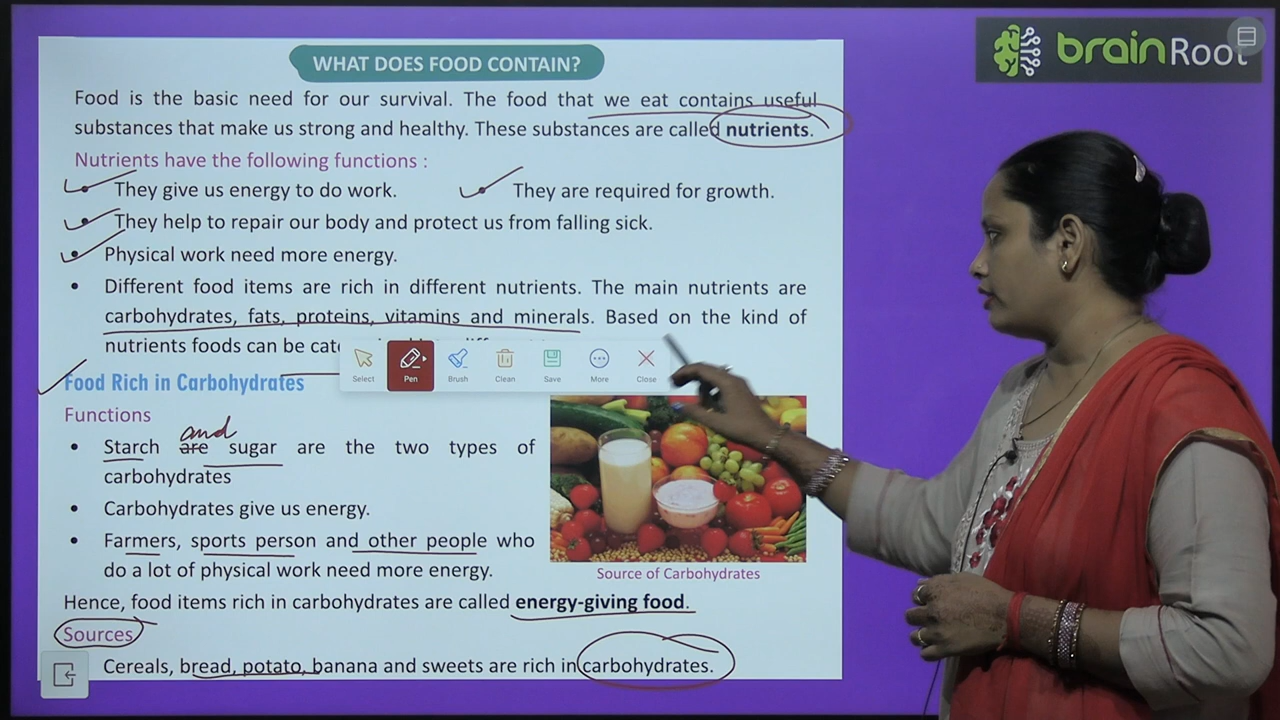 brainRoot
WHAT DOES FOOD CONTAIN?
Food is the basic need for our survival. The food that we eat contains useful
substances that make us strong and healthy. These substances are called nutrients.
Nutrients have the following functions :
They give us energy to do work. They are required for growth.
They help to repair our body and protect us from falling sick.
• Physical work need more energy.
• Different food items are rich in different nutrients. The main nutrients are
carbohydrates, fats, proteins, vitamins and minerals. Based on the kind of
nutrients foods can be
Select Pen Brush Clean Save More Close
Food Rich in Carbohydrates
Functions
and
• Starch are sugar are the two types of
carbohydrates
• Carbohydrates give us energy.
• Farmers, sports person and other people who
do a lot of physical work need more energy.
Source of Carbohydrates
Hence, food items rich in carbohydrates are called energy-giving food.
Sources
Cereals, bread, potato, banana and sweets are rich in carbohydrates.